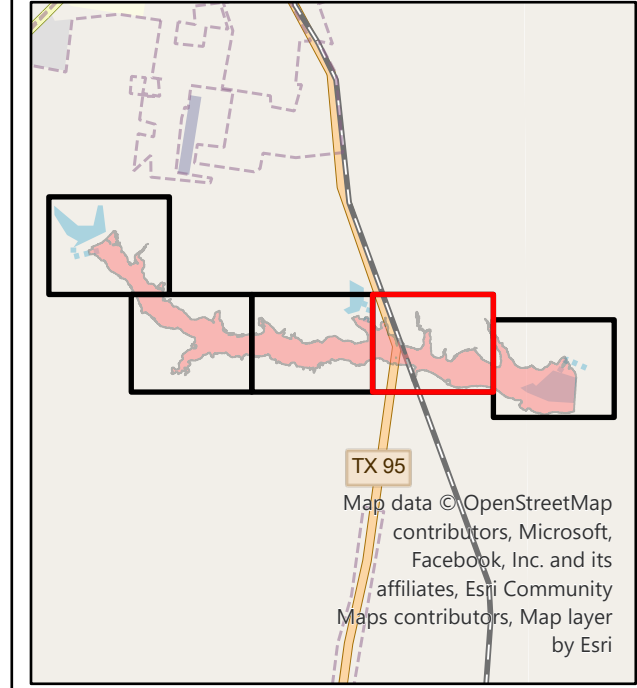 TX 95
Map data © OpenStreetMap
contributors, Microsoft,
Facebook, Inc. and its
affiliates, Esri Community
Maps contributors, Map layer
by Esri